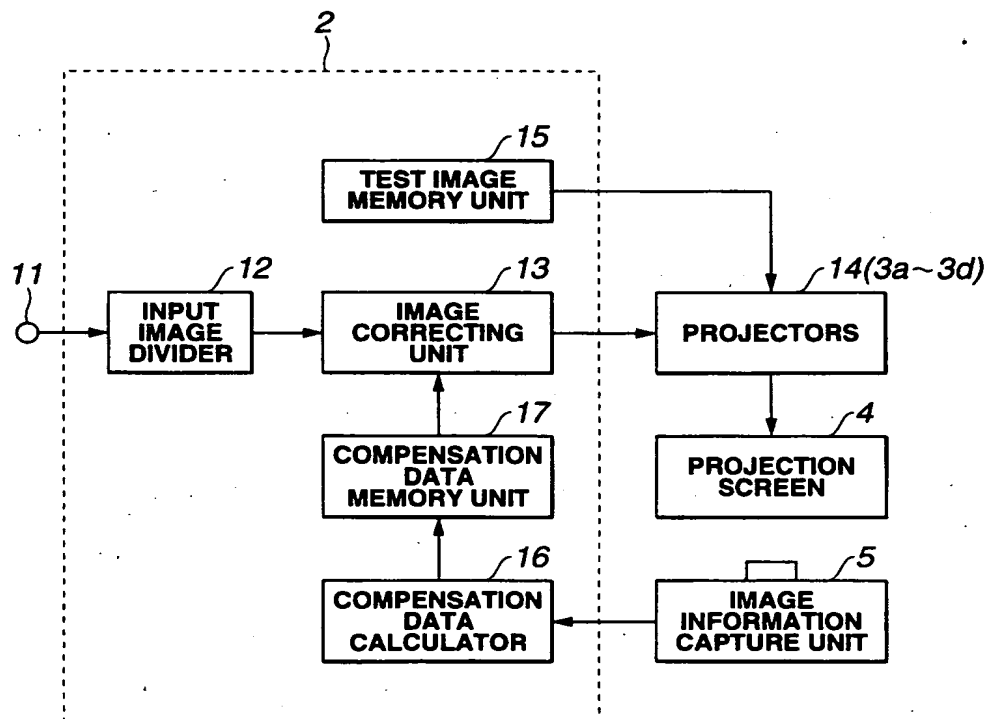 2
15
TEST IMAGE
MEMORY UNIT
11
12
INPUT
IMAGE
DIVIDER
13
IMAGE
CORRECTING
UNIT
14(3a~3d)
PROJECTORS
17
COMPENSATION
DATA
MEMORY UNIT
4
PROJECTION
SCREEN
16
COMPENSATION
DATA
CALCULATOR
5
IMAGE
INFORMATION
CAPTURE UNIT